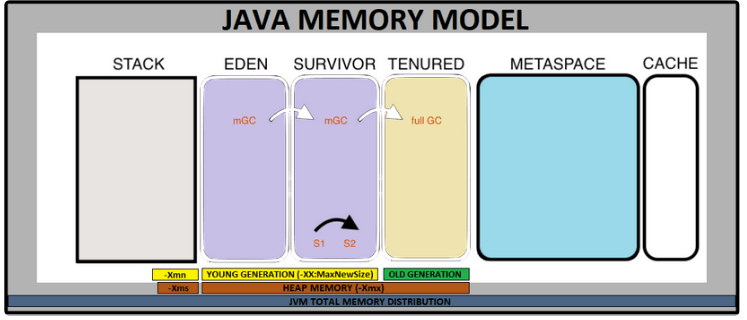 JAVA MEMORY MODEL
STACK EDEN SURVIVOR TENURED METASPACE CACHE
mGC mGC full GC
S1 S2
-Xmn YOUNG GENERATION (-XX:MaxNewSize) OLD GENERATION
-Xms HEAP MEMORY (-Xmx)
JVM TOTAL MEMORY DISTRIBUTION